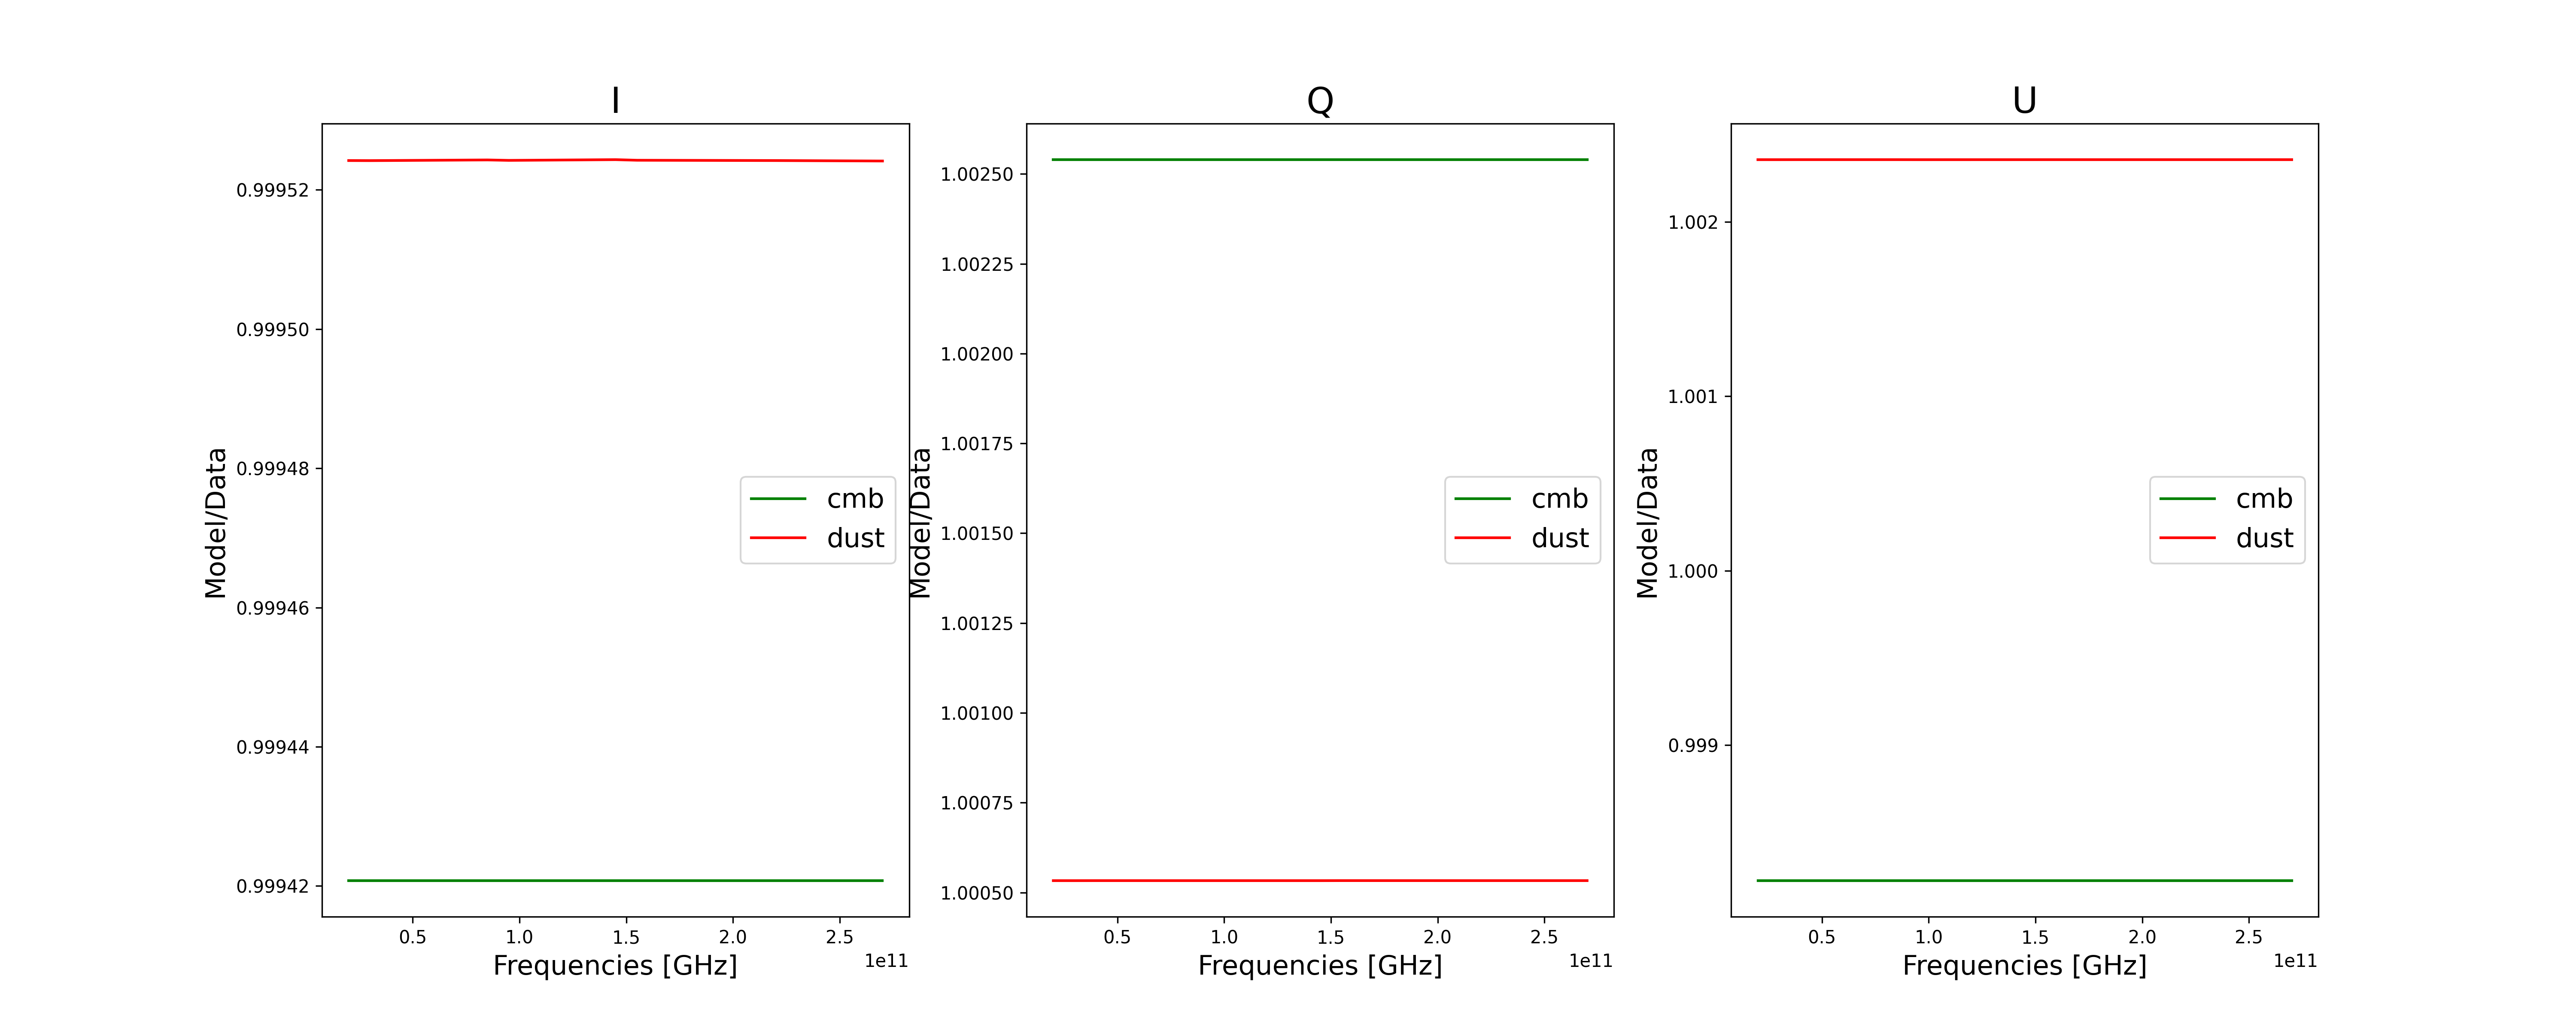 I
Model/Data
0.99952
0.99950
0.99948
0.99946
0.99944
0.99942
cmb
dust
0.5 1.0 1.5 2.0 2.5
Frequencies [GHz]
1e11
Q
Model/Data
1.00250
1.00225
1.00200
1.00175
1.00150
1.00125
1.00100
1.00075
1.00050
cmb
dust
0.5 1.0 1.5 2.0 2.5
Frequencies [GHz]
1e11
U
Model/Data
1.002
1.001
1.000
0.999
cmb
dust
0.5 1.0 1.5 2.0 2.5
Frequencies [GHz]
1e11